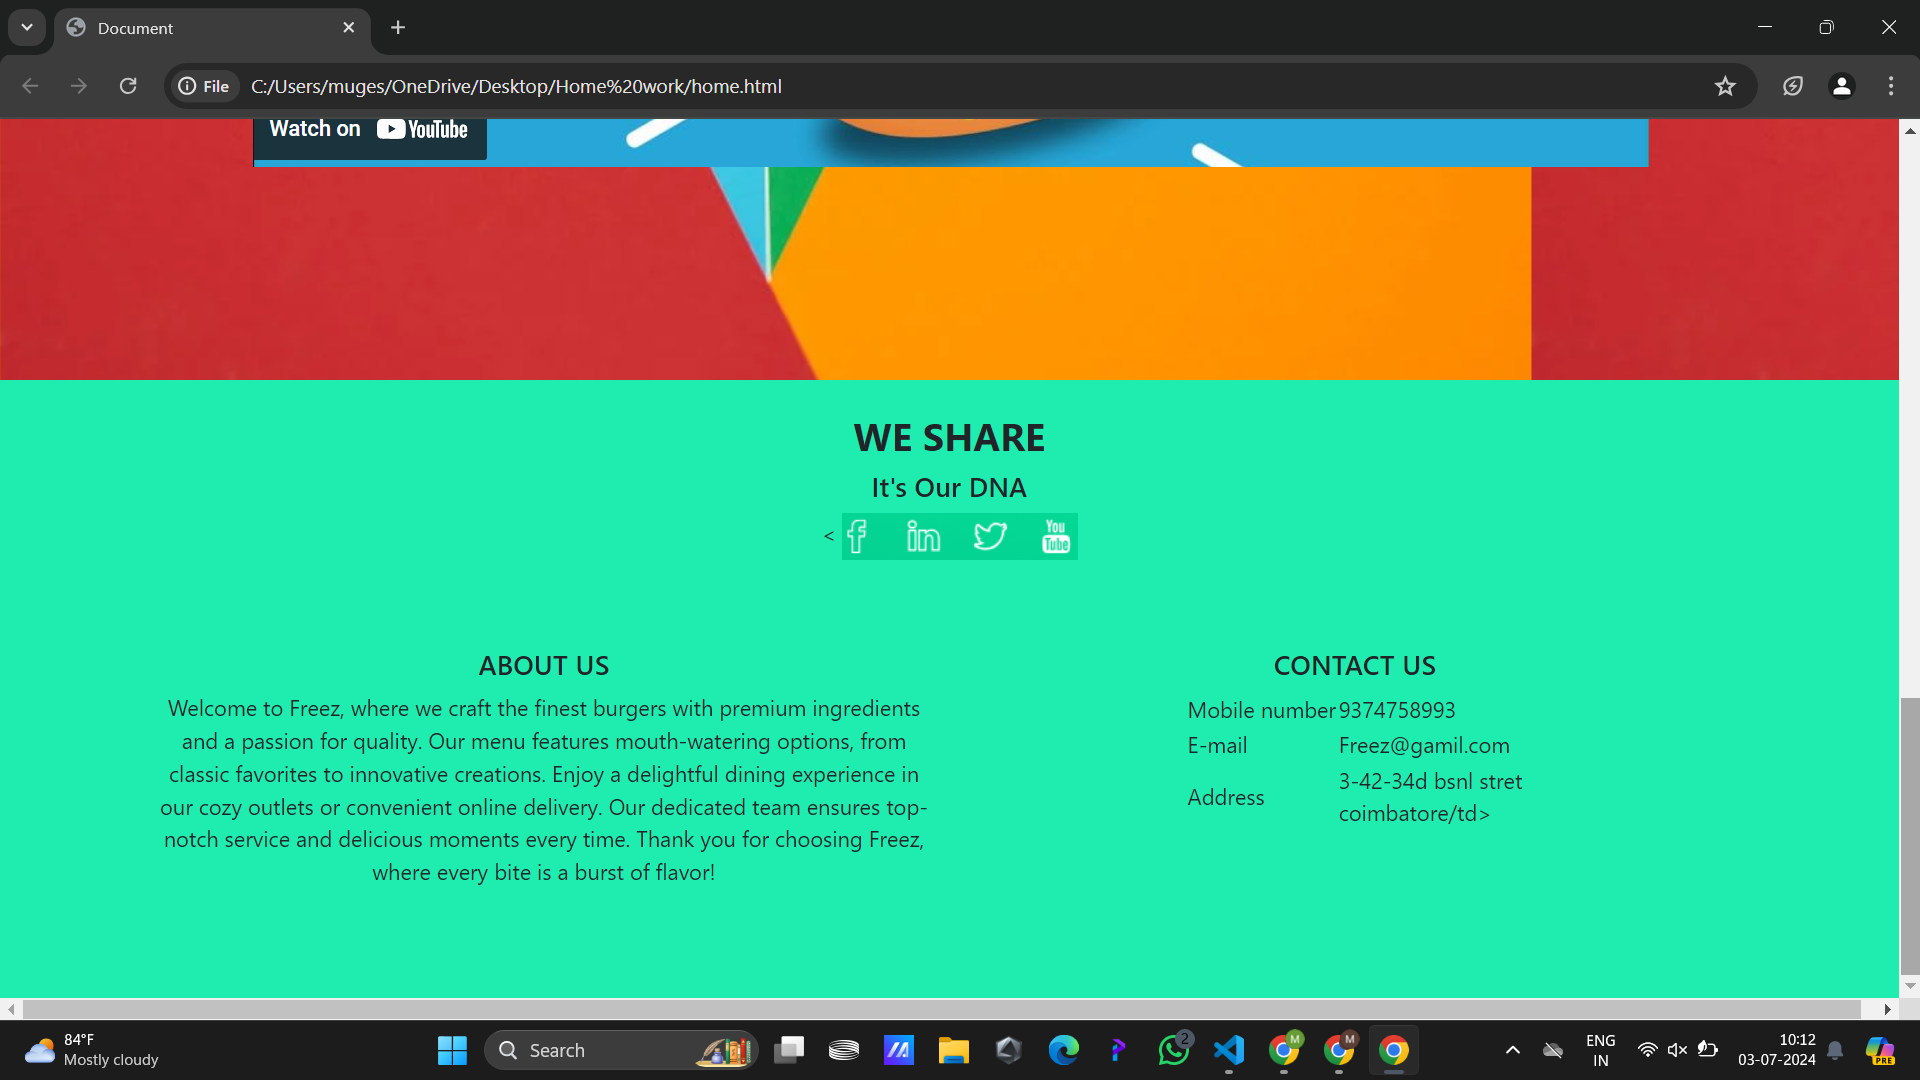 Document
File
C:/Users/muges/OneDrive/Desktop/Home%20work/home.html
Watch on YouTube
WE SHARE
It's Our DNA
< f in You Tube
ABOUT US
Welcome to Freez, where we craft the finest burgers with premium ingredients
and a passion for quality. Our menu features mouth-watering options, from
classic favorites to innovative creations. Enjoy a delightful dining experience in
our cozy outlets or convenient online delivery. Our dedicated team ensures top-
notch service and delicious moments every time. Thank you for choosing Freez,
where every bite is a burst of flavor!
CONTACT US
Mobile number 9374758993
E-mail Freez@gamil.com
Address 3-42-34d bsnl stret
coimbatore/td>
84°F
Mostly cloudy
Search
2
M
M
ENG
IN
10:12
03-07-2024
PRE